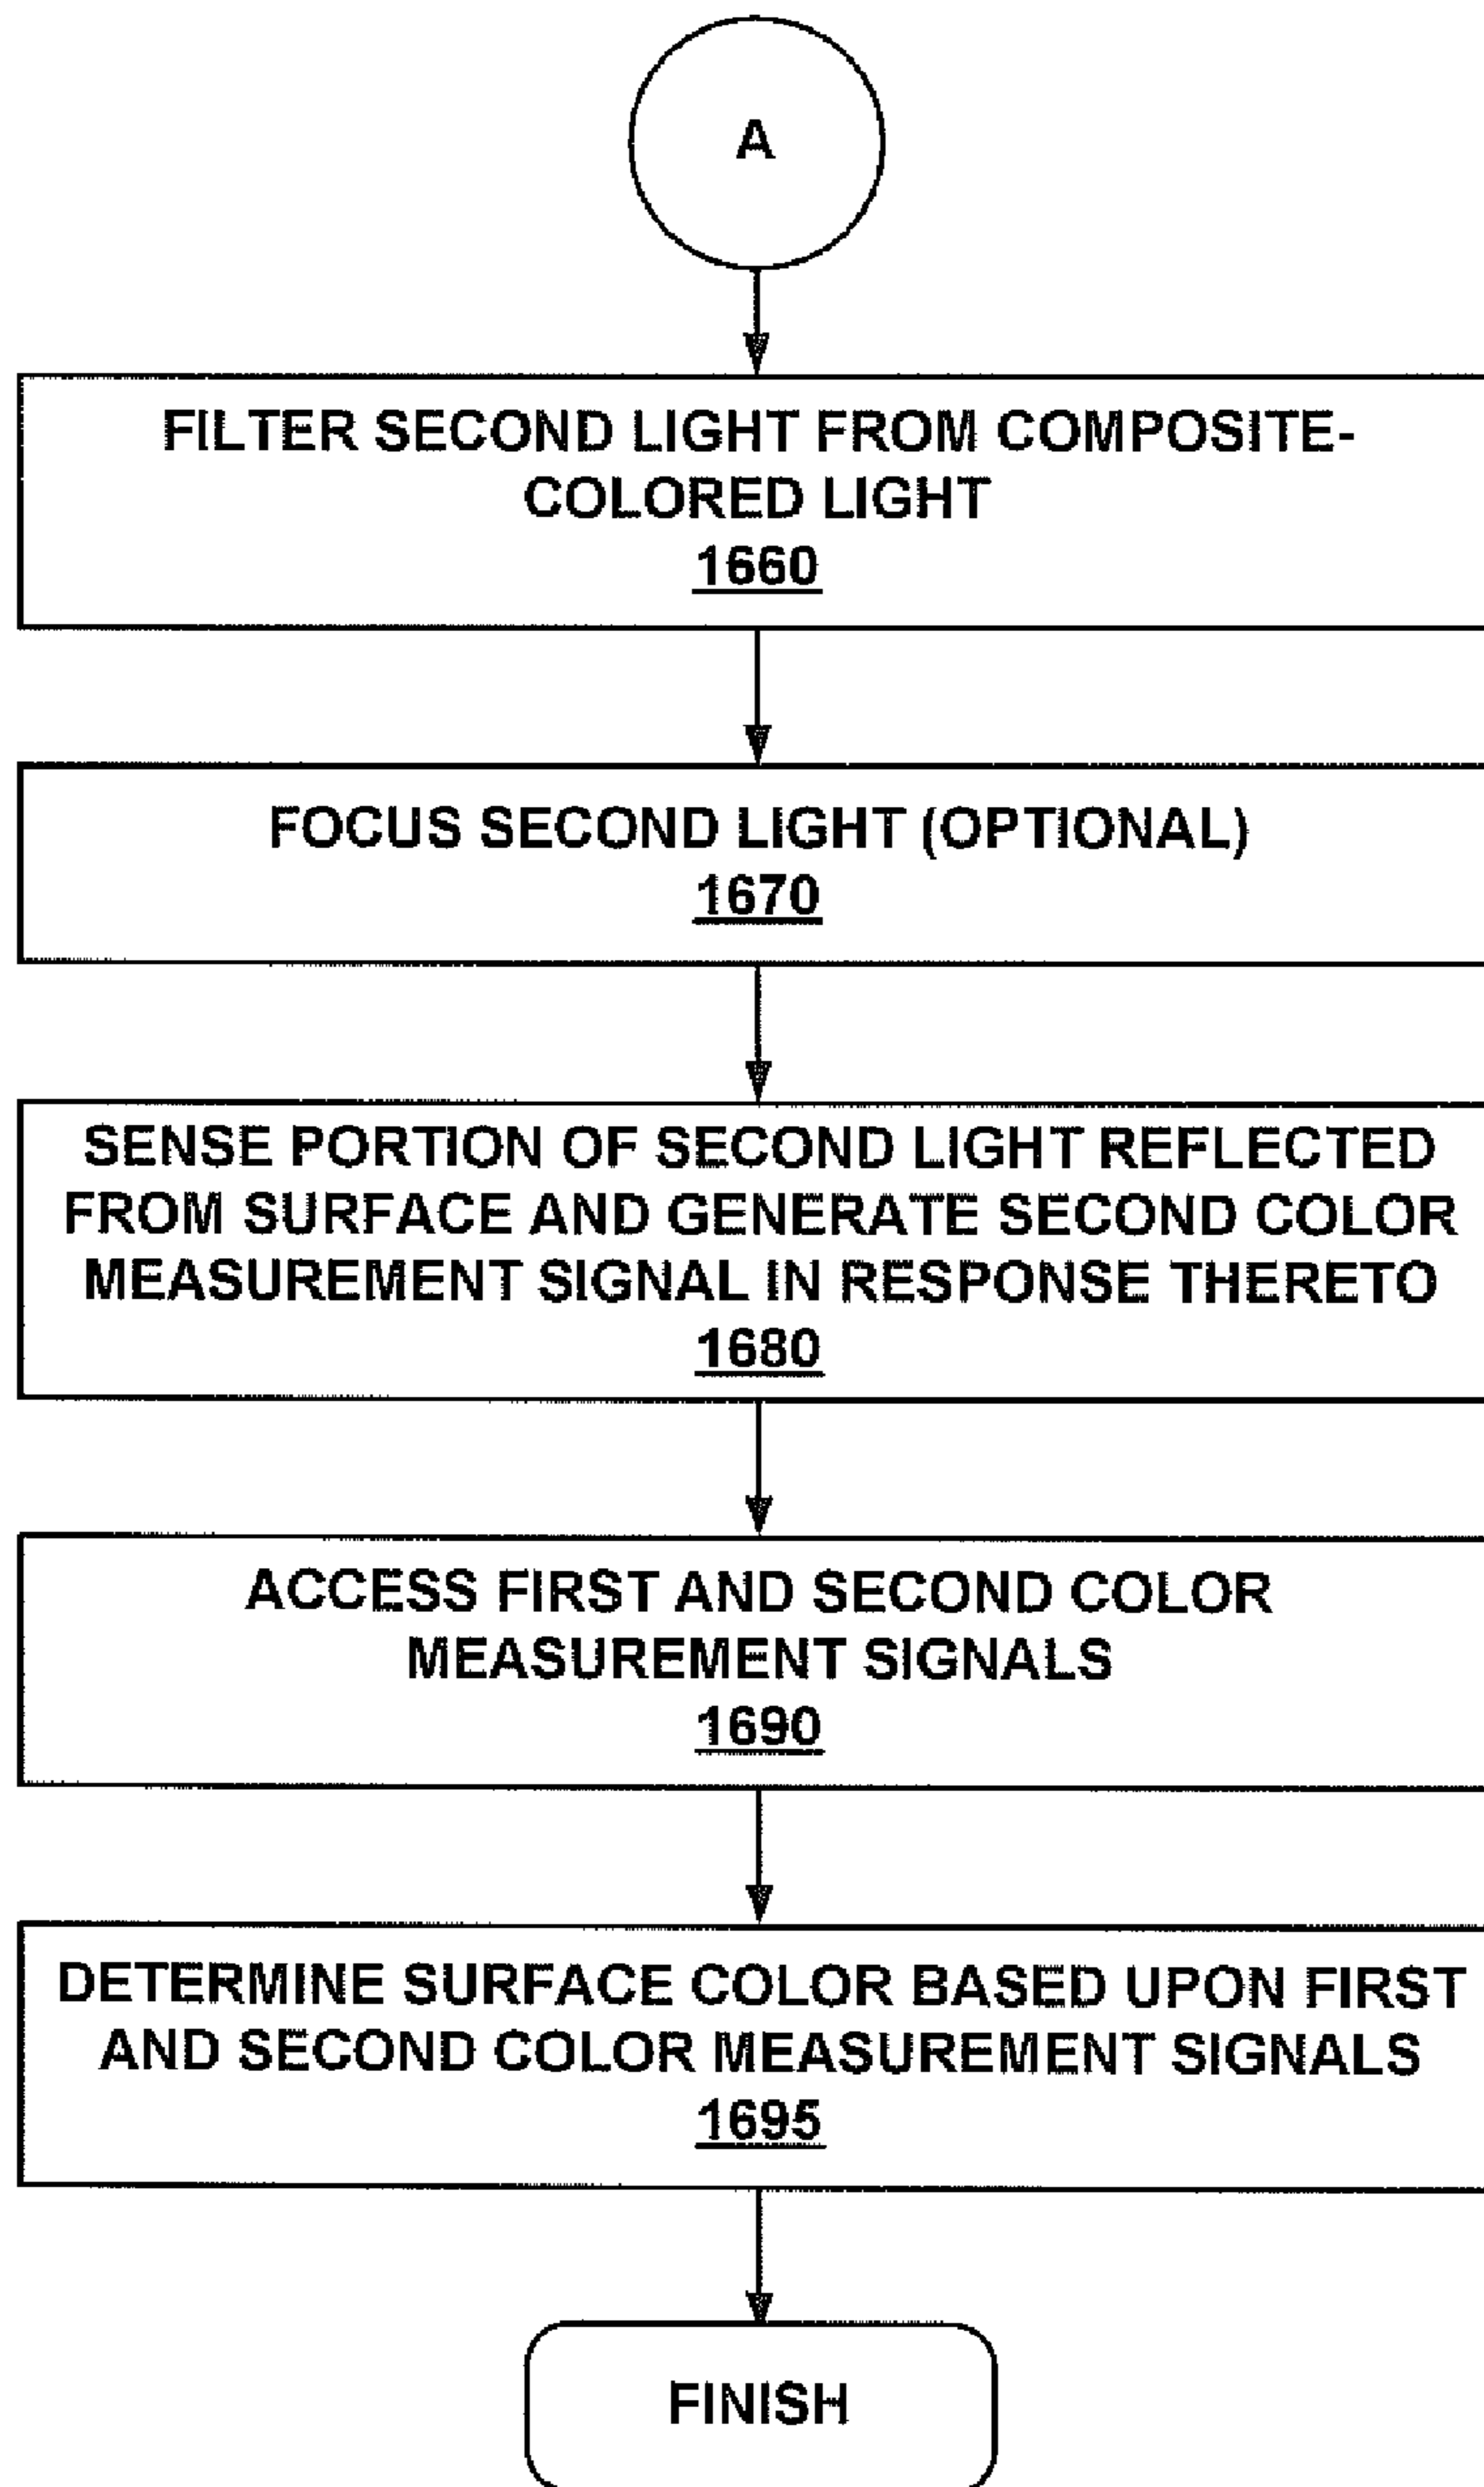 A
FILTER SECOND LIGHT FROM COMPOSITE-
COLORED LIGHT
1660
FOCUS SECOND LIGHT (OPTIONAL)
1670
SENSE PORTION OF SECOND LIGHT REFLECTED
FROM SURFACE AND GENERATE SECOND COLOR
MEASUREMENT SIGNAL IN RESPONSE THERETO
1680
ACCESS FIRST AND SECOND COLOR
MEASUREMENT SIGNALS
1690
DETERMINE SURFACE COLOR BASED UPON FIRST
AND SECOND COLOR MEASUREMENT SIGNALS
1695
FINISH